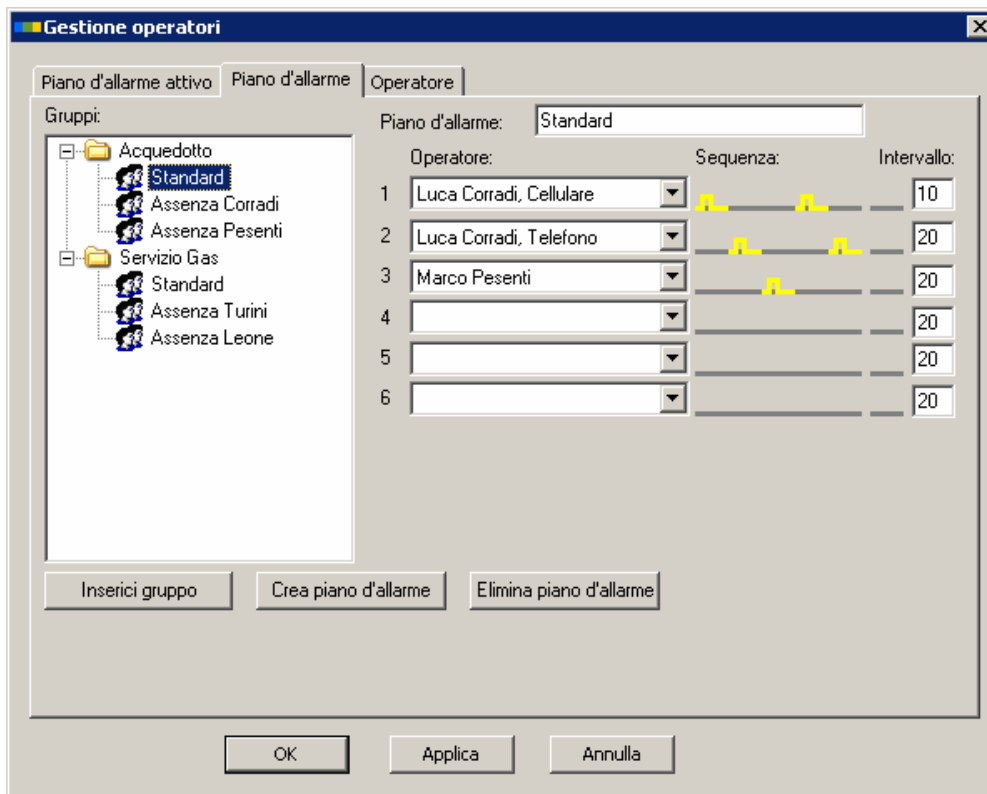 Gestione operatori
Piano d'allarme attivo Piano d'allarme Operatore
Gruppi:
Acquedotto
Standard
Assenza Corradi
Assenza Pesenti
Servizio Gas
Standard
Assenza Turini
Assenza Leone
Piano d'allarme: Standard
Operatore: Sequenza: Intervallo:
1 Luca Corradi, Cellulare 10
2 Luca Corradi, Telefono 20
3 Marco Pesenti 20
4 20
5 20
6 20
Inserici gruppo Crea piano d'allarme Elimina piano d'allarme
OK Applica Annulla